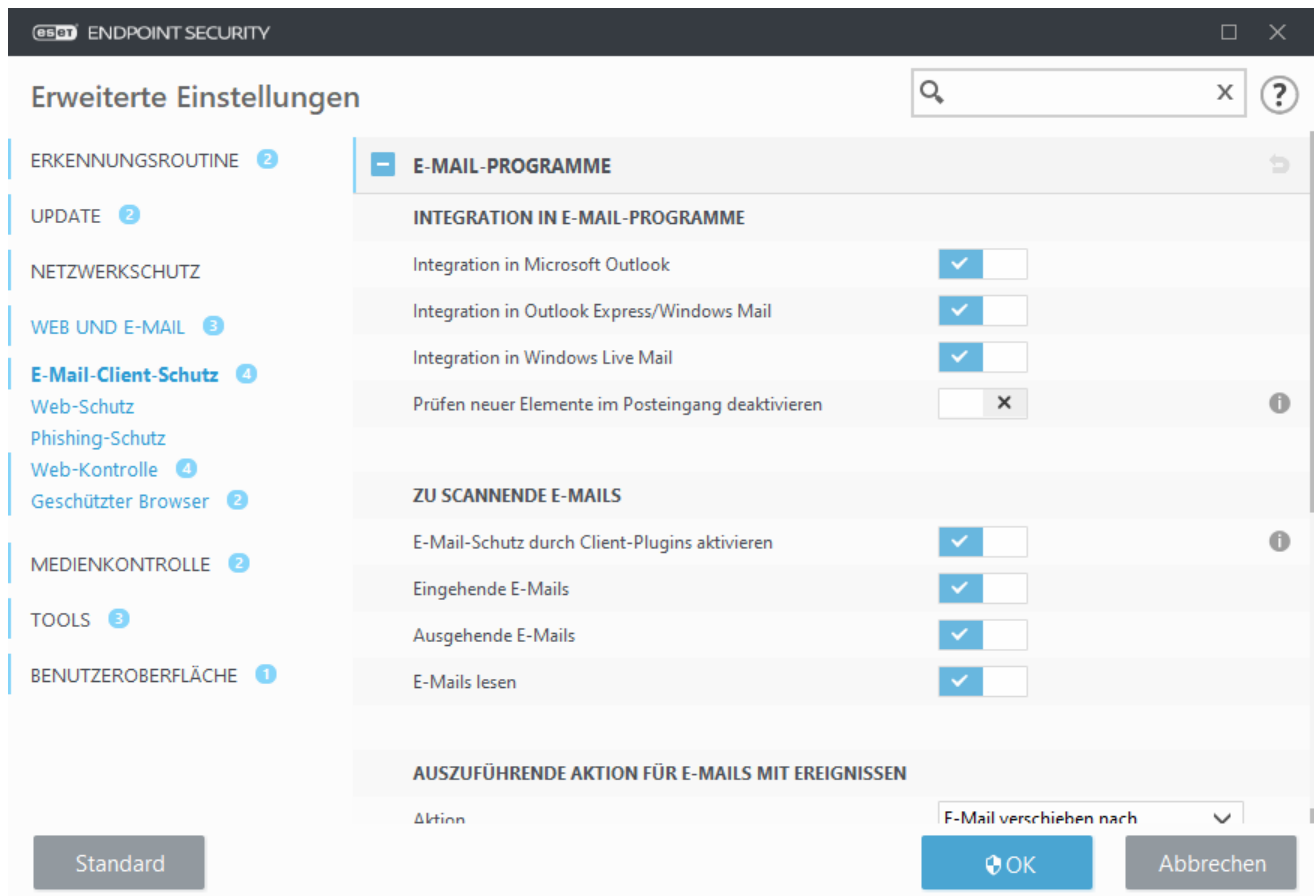 eset ENDPOINT SECURITY
Erweiterte Einstellungen
ERKENNUNGSROUTINE 2
UPDATE 2
NETZWERKSCHUTZ
WEB UND E-MAIL 3
E-Mail-Client-Schutz 4
Web-Schutz
Phishing-Schutz
Web-Kontrolle 4
Geschützter Browser 2
MEDIENKONTROLLE 2
TOOLS 3
BENUTZEROBERFLÄCHE 1
E-MAIL-PROGRAMME
INTEGRATION IN E-MAIL-PROGRAMME
Integration in Microsoft Outlook
Integration in Outlook Express/Windows Mail
Integration in Windows Live Mail
Prüfen neuer Elemente im Posteingang deaktivieren
ZU SCANNENDE E-MAILS
E-Mail-Schutz durch Client-Plugins aktivieren
Eingehende E-Mails
Ausgehende E-Mails
E-Mails lesen
AUSZUFÜHRENDE AKTION FÜR E-MAILS MIT EREIGNISSEN
Aktion E-Mail verschieben nach
Standard
OK
Abbrechen